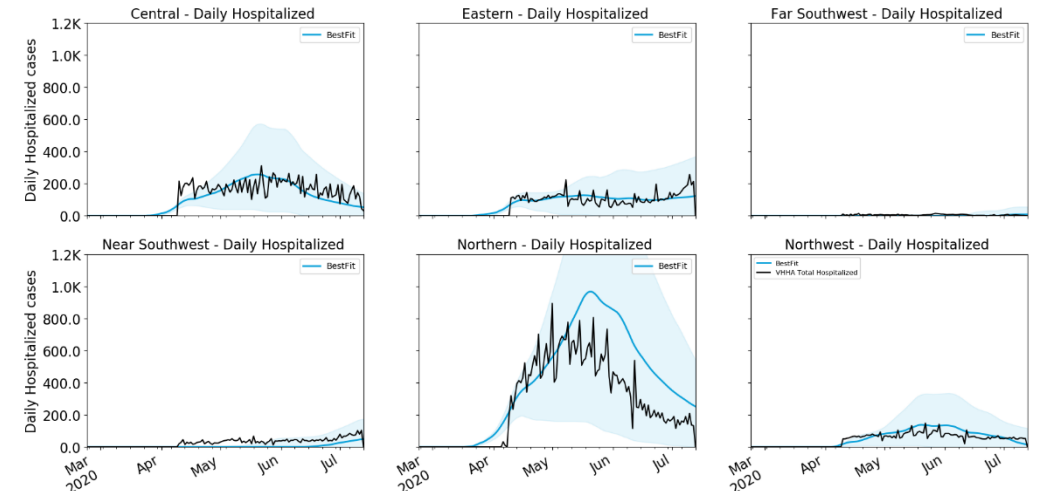 Central - Daily Hospitalized
Eastern - Daily Hospitalized
Far Southwest - Daily Hospitalized
Daily Hospitalized cases
1.2K
1.0K
800.0
600.0
400.0
200.0
0.0
BestFit
BestFit
BestFit
Near Southwest - Daily Hospitalized
Northern - Daily Hospitalized
Northwest - Daily Hospitalized
Daily Hospitalized cases
1.2K
1.0K
800.0
600.0
400.0
200.0
0.0
BestFit
BestFit
BestFit
VHHA Total Hospitalized
Mar
2020
Apr
May
Jun
Jul
Mar
2020
Apr
May
Jun
Jul
Mar
2020
Apr
May
Jun
Jul